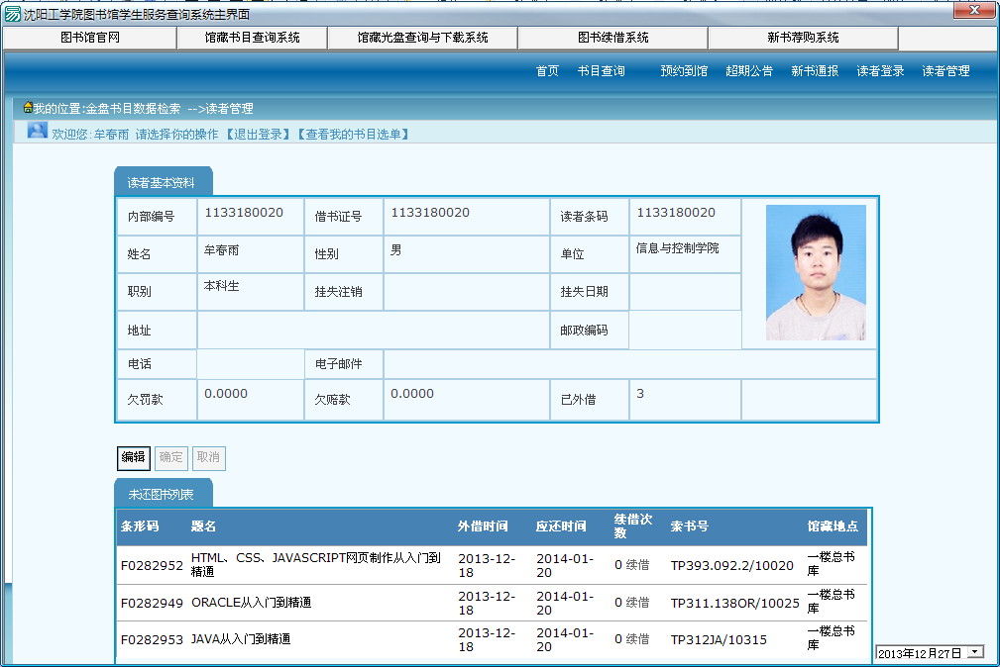 沈阳工学院图书馆学生服务查询系统主界面
图书馆官网 馆藏书目查询系统 馆藏光盘查询与下载系统 图书续借系统 新书荐购系统
首页 书目查询 预约到馆 超期公告 新书通报 读者登录 读者管理
我的位置:金盘书目数据检索 -->读者管理
欢迎您:牟春雨 请选择你的操作 【退出登录】【查看我的书目选单】
读者基本资料
内部编号 1133180020 借书证号 1133180020 读者条码 1133180020
姓名 牟春雨 性别 男 单位 信息与控制学院
职别 本科生 挂失注销 挂失日期
地址 邮政编码
电话 电子邮件
欠罚款 0.0000 欠赔款 0.0000 已外借 3
编辑 确定 取消
未还图书列表
条形码 题名 外借时间 应还时间 续借次数 索书号 馆藏地点
F0282952 HTML、CSS、JAVASCRIPT网页制作从入门到精通 2013-12-18 2014-01-20 0 续借 TP393.092.2/10020 一楼总书库
F0282949 ORACLE从入门到精通 2013-12-18 2014-01-20 0 续借 TP311.138OR/10025 一楼总书库
F0282953 JAVA从入门到精通 2013-12-18 2014-01-20 0 续借 TP312JA/10315 一楼总书库
2013年12月27日